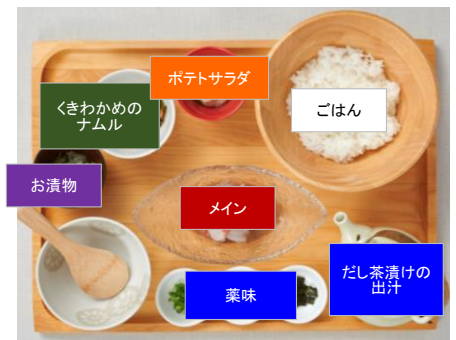 ポテトサラダ
くきわかめの
ナムル
ごはん
お漬物
メイン
だし茶漬けの
出汁
薬味